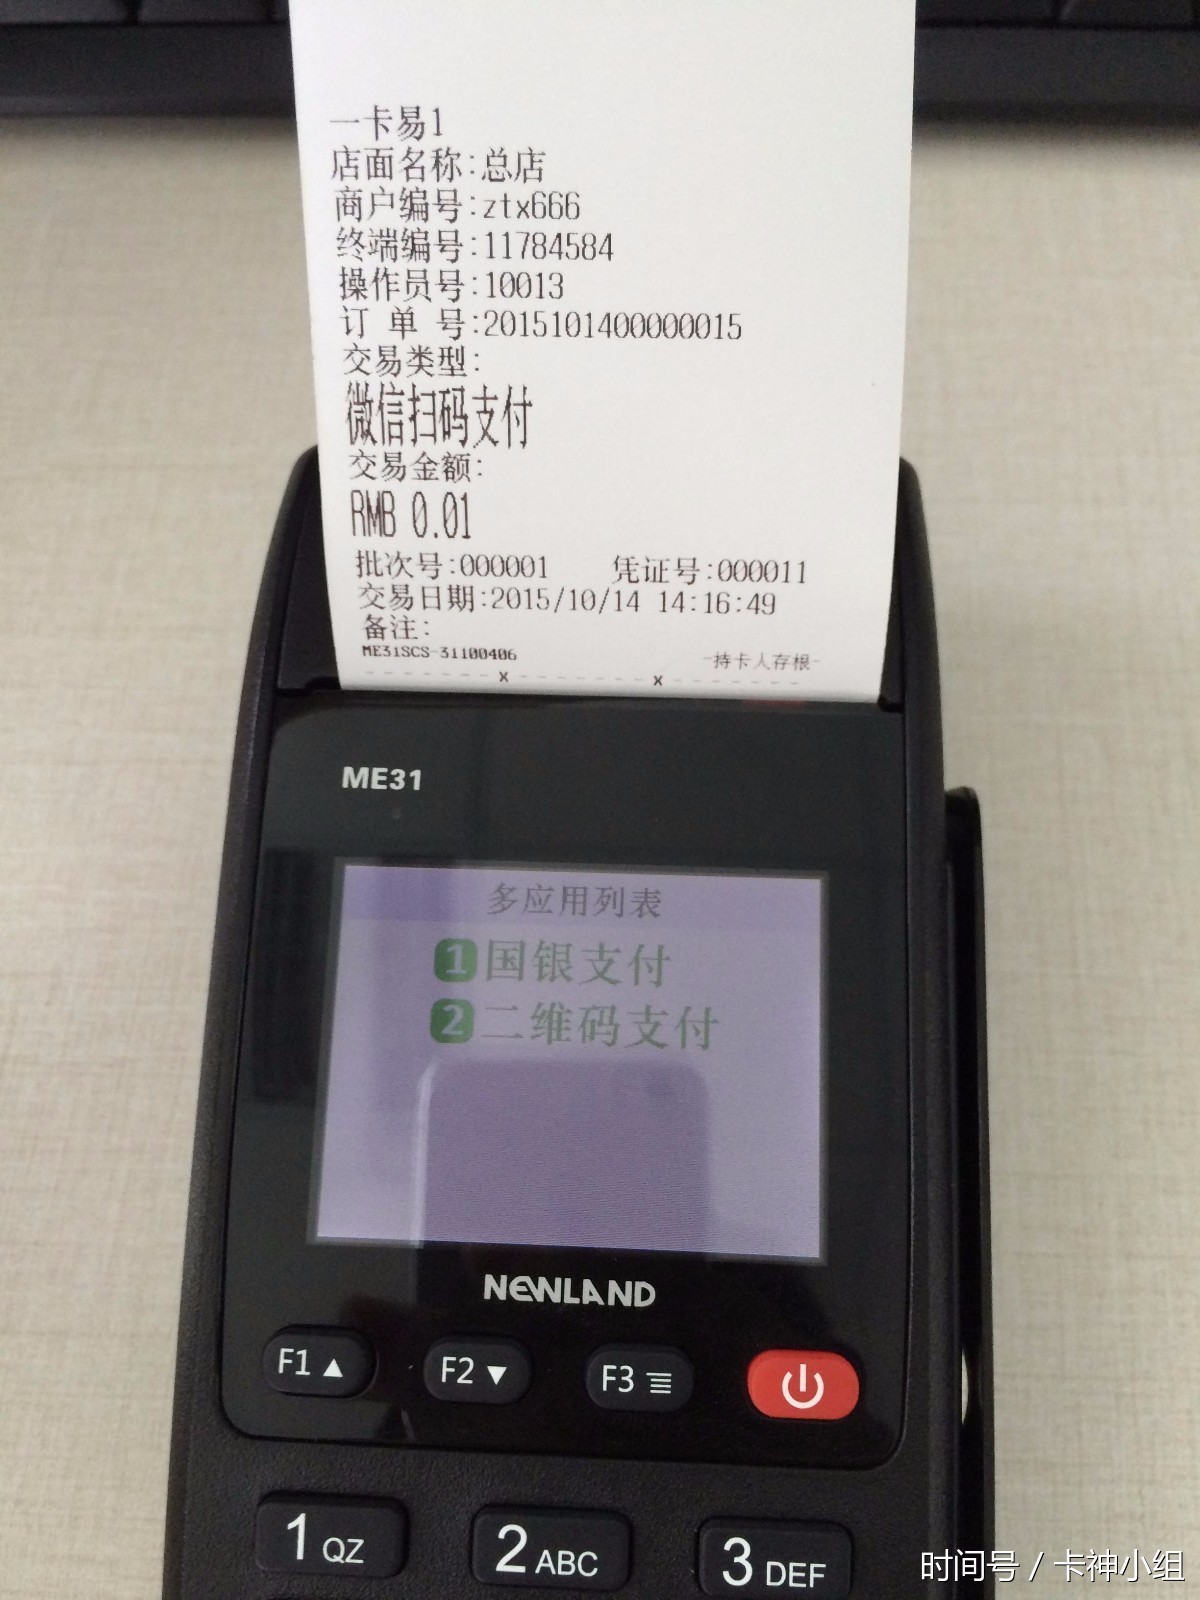 一卡易1
店面名称:总店
商户编号:ztx666
终端编号:11784584
操作员号:10013
订 单 号:2015101400000015
交易类型:
微信扫码支付
交易金额:
RMB 0.01
批次号:000001 凭证号:000011
交易日期:2015/10/14 14:16:49
备注:
ME31SCS-31100406 -持卡人存根-
x x
ME31
多应用列表
1 国银支付
2 二维码支付
NEWLAND
F1▲ F2▼ F3≡
1 QZ 2 ABC 3 DEF
时间号 / 卡神小组